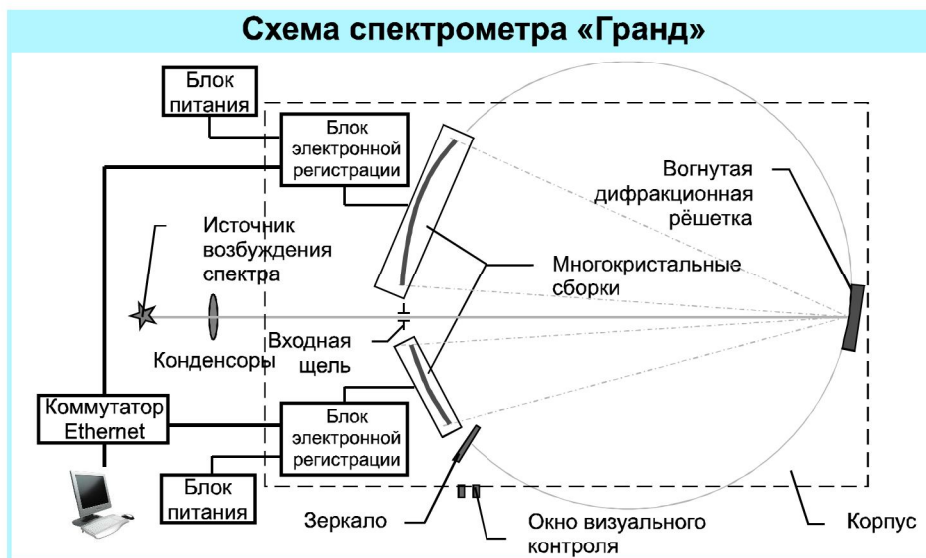 Схема спектрометра «Гранд»
Блок
питания
Блок
электронной
регистрации
Вогнутая
дифракционная
рёшетка
Источник
возбуждения
спектра
Многокристальные
сборки
Входная
щель
Конденсоры
Коммутатор
Ethernet
Блок
электронной
регистрации
Блок
питания
Зеркало
Окно визуального
контроля
Корпус